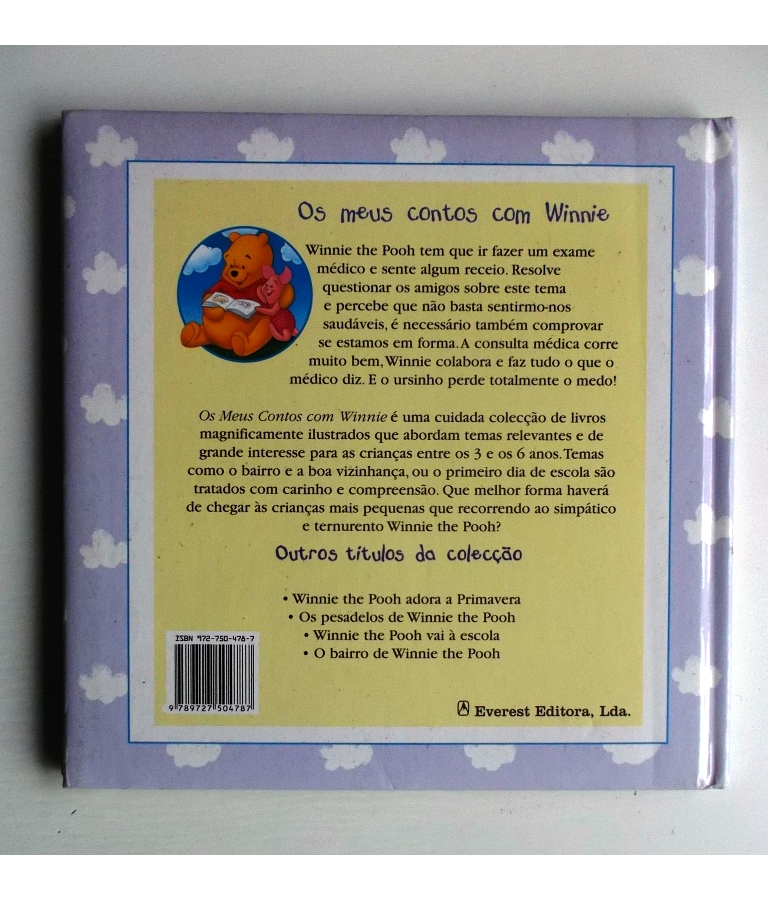 Os meus contos com Winnie
Winnie the Pooh tem que ir fazer um exame
médico e sente algum receio. Resolve
questionar os amigos sobre este tema
e percebe que não basta sentirmo-nos
saudáveis, é necessário também comprovar
se estamos em forma. A consulta médica corre
muito bem, Winnie colabora e faz tudo o que o
médico diz. E o ursinho perde totalmente o medo!
Os Meus Contos com Winnie é uma cuidada colecção de livros
magnificamente ilustrados que abordam temas relevantes e de
grande interesse para as crianças entre os 3 e os 6 anos. Temas
como o bairro e a boa vizinhança, ou o primeiro dia de escola são
tratados com carinho e compreensão. Que melhor forma haverá
de chegar às crianças mais pequenas que recorrendo ao simpático
e ternurento Winnie the Pooh?
Outros títulos da colecção
• Winnie the Pooh adora a Primavera
• Os pesadelos de Winnie the Pooh
• Winnie the Pooh vai à escola
• O bairro de Winnie the Pooh
ISBN 972-750-478-7
9 789727 504787
Everest Editora, Lda.